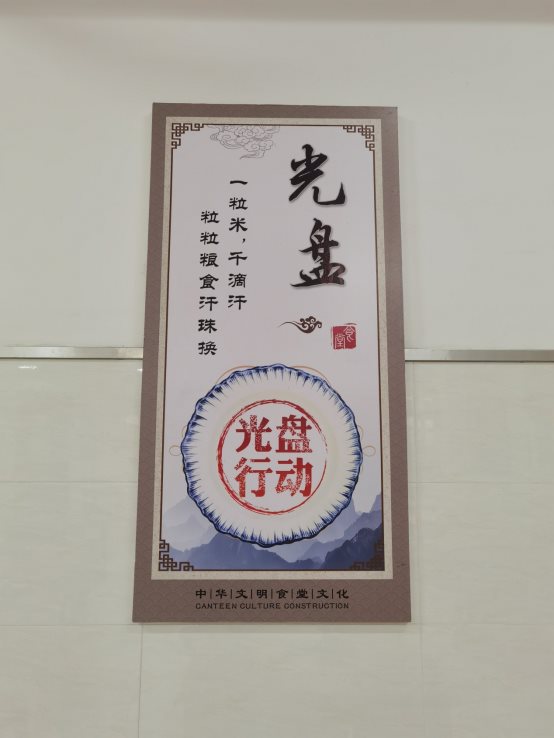 光盘
一粒米，千滴汗
粒粒粮食汗珠换
食堂
光盘
行动
中|华|文|明|食|堂|文|化
CANTEEN CULTURE CONSTRUCTION